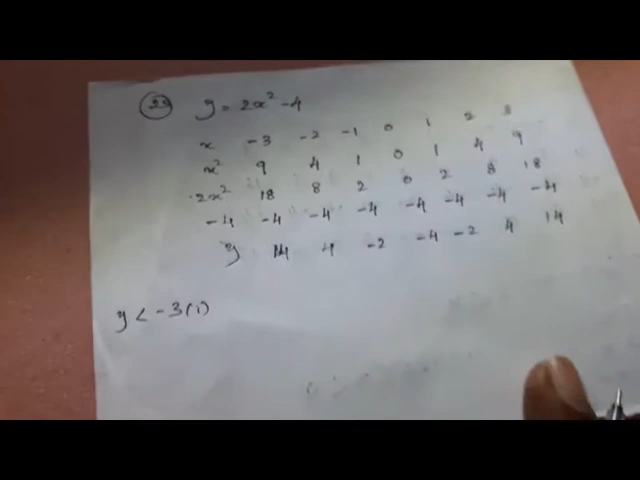 22 y = 2x² - 4
x -3 -2 -1 0 1 2 3
x² 9 4 1 0 1 4 9
2x² 18 8 2 0 2 8 18
-4 -4 -4 -4 -4 -4 -4 -4
y 14 4 -2 -4 -2 4 14
y < -3(1)